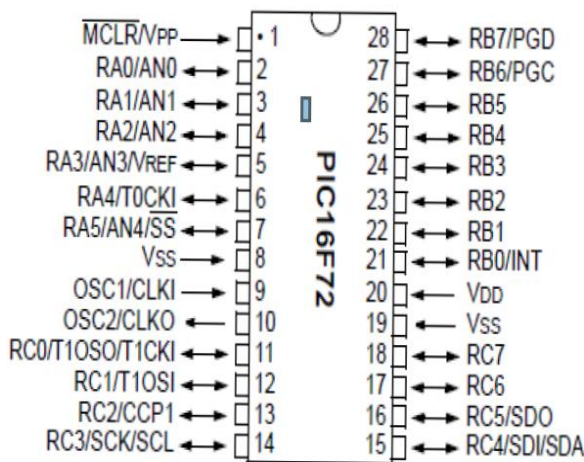 MCLR/VPP • 1 28 RB7/PGD
RA0/AN0 2 27 RB6/PGC
RA1/AN1 3 26 RB5
RA2/AN2 4 25 RB4
RA3/AN3/VREF 5 24 RB3
RA4/T0CKI 6 23 RB2
RA5/AN4/SS 7 22 RB1
VSS 8 21 RB0/INT
OSC1/CLKI 9 20 VDD
OSC2/CLKO 10 19 VSS
RC0/T1OSO/T1CKI 11 18 RC7
RC1/T1OSI 12 17 RC6
RC2/CCP1 13 16 RC5/SDO
RC3/SCK/SCL 14 15 RC4/SDI/SDA
PIC16F72